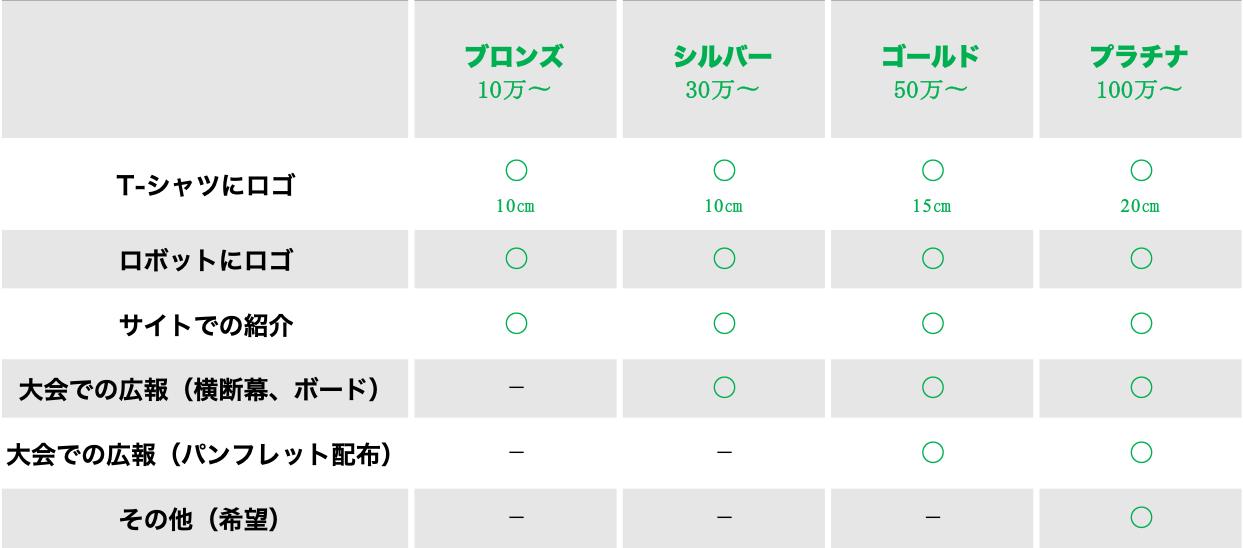 ブロンズ シルバー ゴールド プラチナ
10万〜 30万〜 50万〜 100万〜
T-シャツにロゴ ○ ○ ○ ○
10cm 10cm 15cm 20cm
ロボットにロゴ ○ ○ ○ ○
サイトでの紹介 ○ ○ ○ ○
大会での広報（横断幕、ボード） － ○ ○ ○
大会での広報（パンフレット配布） － － ○ ○
その他（希望） － － － ○